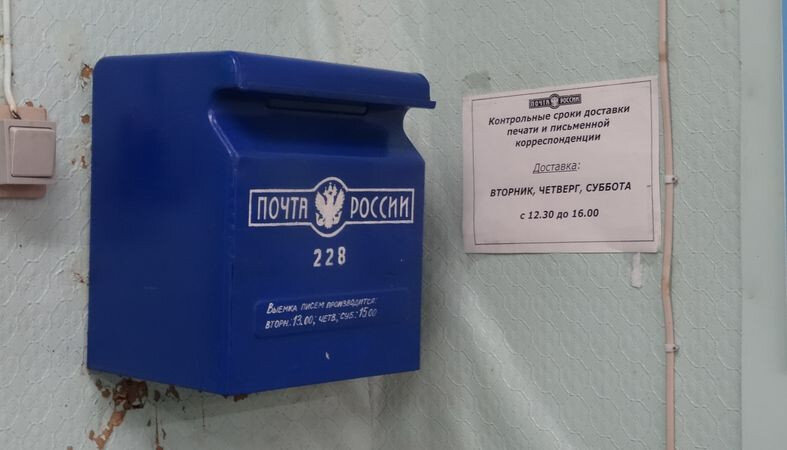 ПОЧТА РОССИИ
228
ВЫЕМКА ПИСЕМ ПРОИЗВОДИТСЯ:
ВТОРН.: 13.00; ЧЕТВ, СУБ.: 15.00
ПОЧТА РОССИИ
Контрольные сроки доставки
печати и письменной
корреспонденции
Доставка:
ВТОРНИК, ЧЕТВЕРГ, СУББОТА
с 12.30 до 16.00